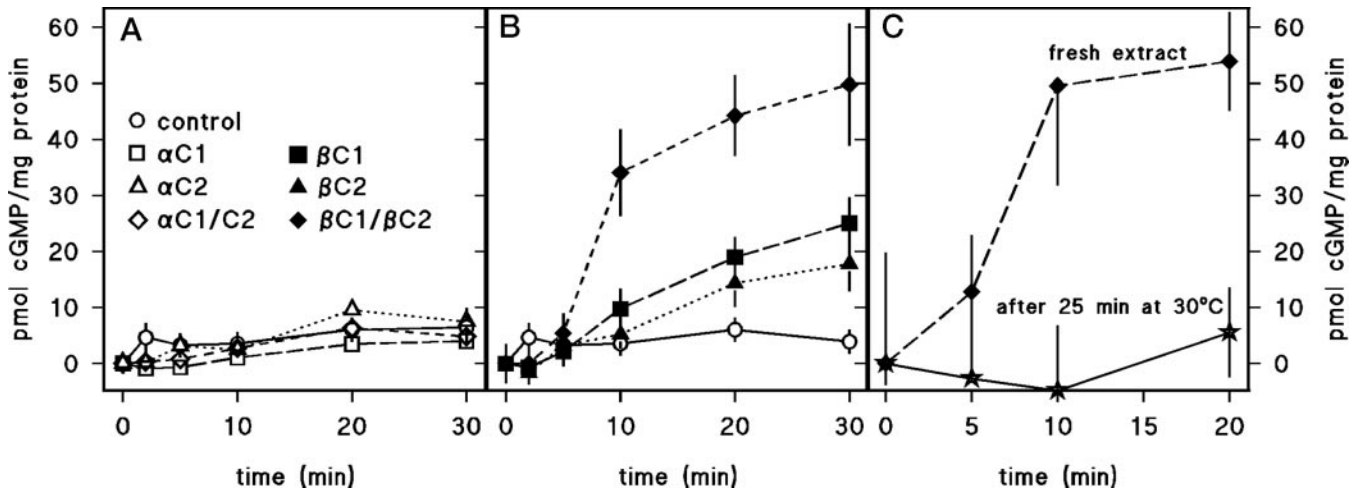 A
B
C
60
50
40
30
20
10
0
pmol cGMP/mg protein
control
αC1
αC2
αC1/C2
βC1
βC2
βC1/βC2
fresh extract
after 25 min at 30°C
60
50
40
30
20
10
0
pmol cGMP/mg protein
0 10 20 30
0 10 20 30
0 5 10 15 20
time (min)
time (min)
time (min)